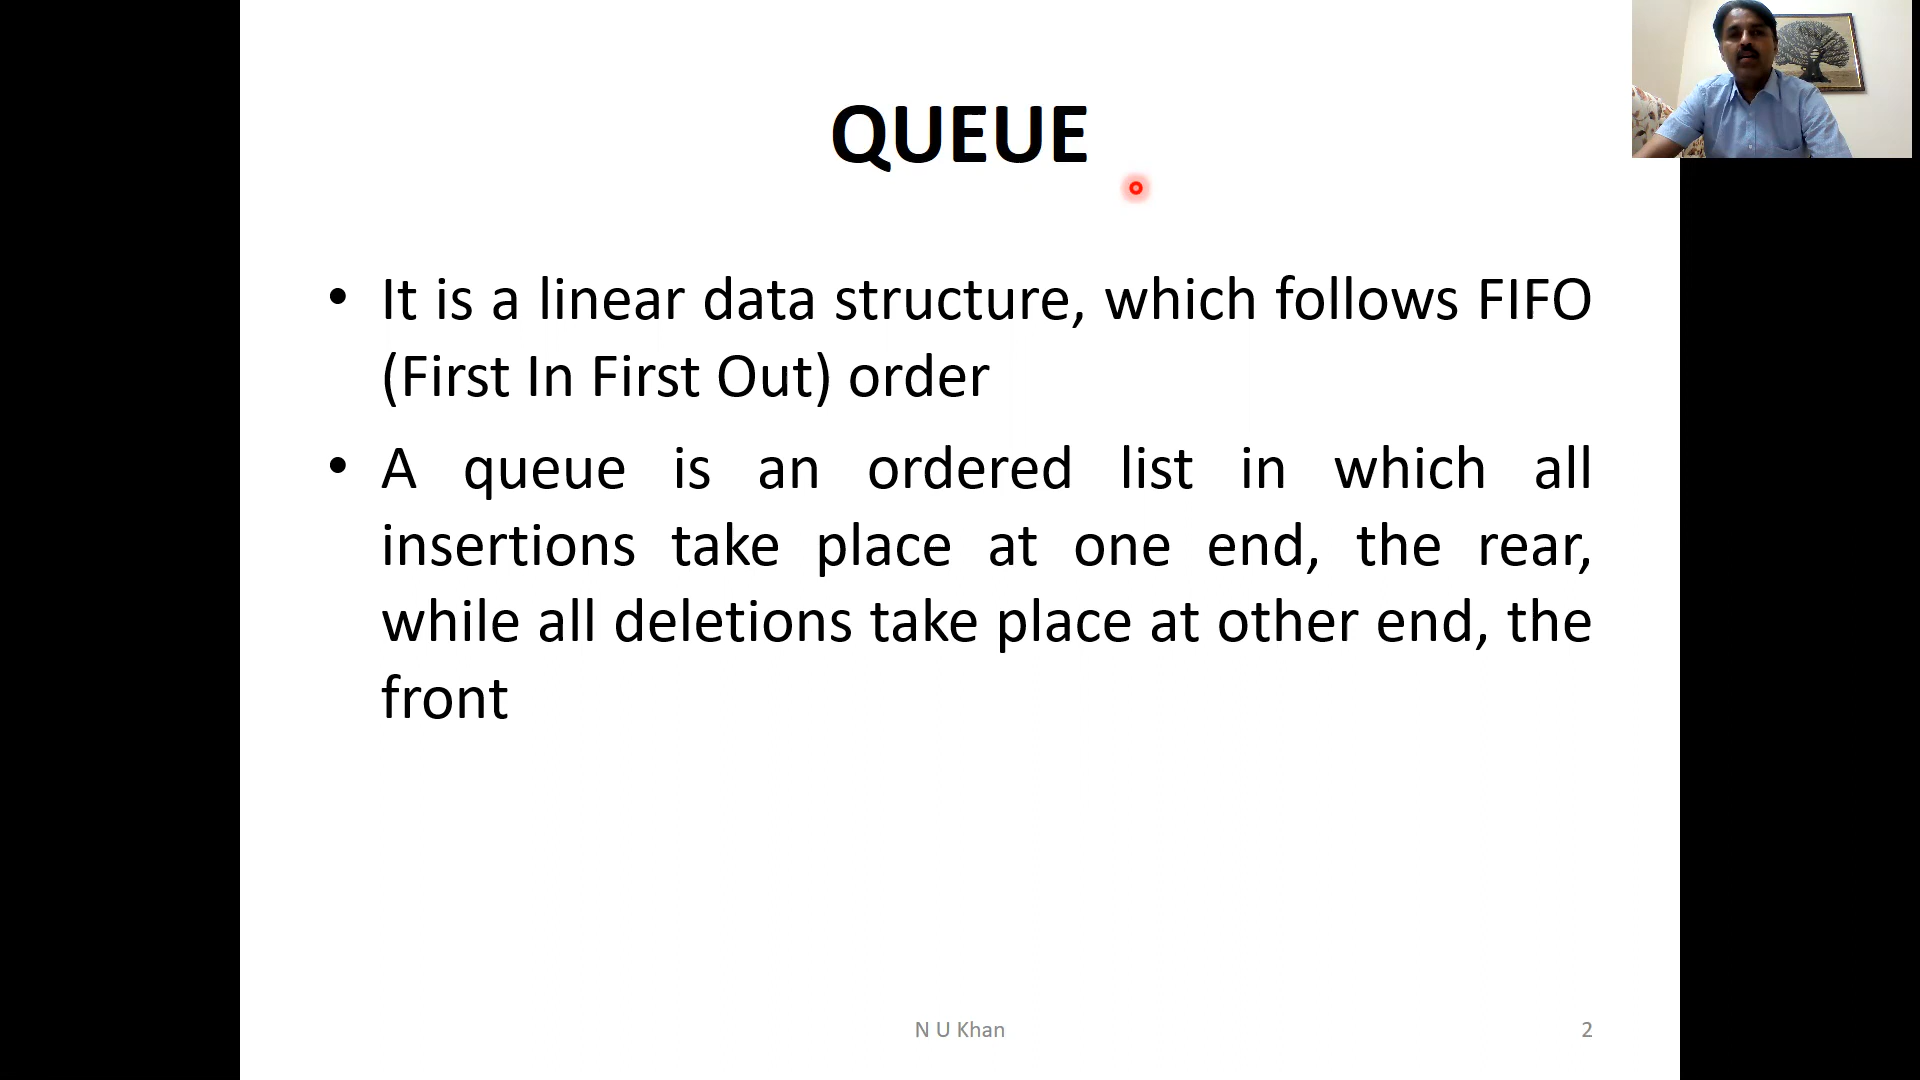 QUEUE
• It is a linear data structure, which follows FIFO
(First In First Out) order
• A queue is an ordered list in which all
insertions take place at one end, the rear,
while all deletions take place at other end, the
front
N U Khan
2